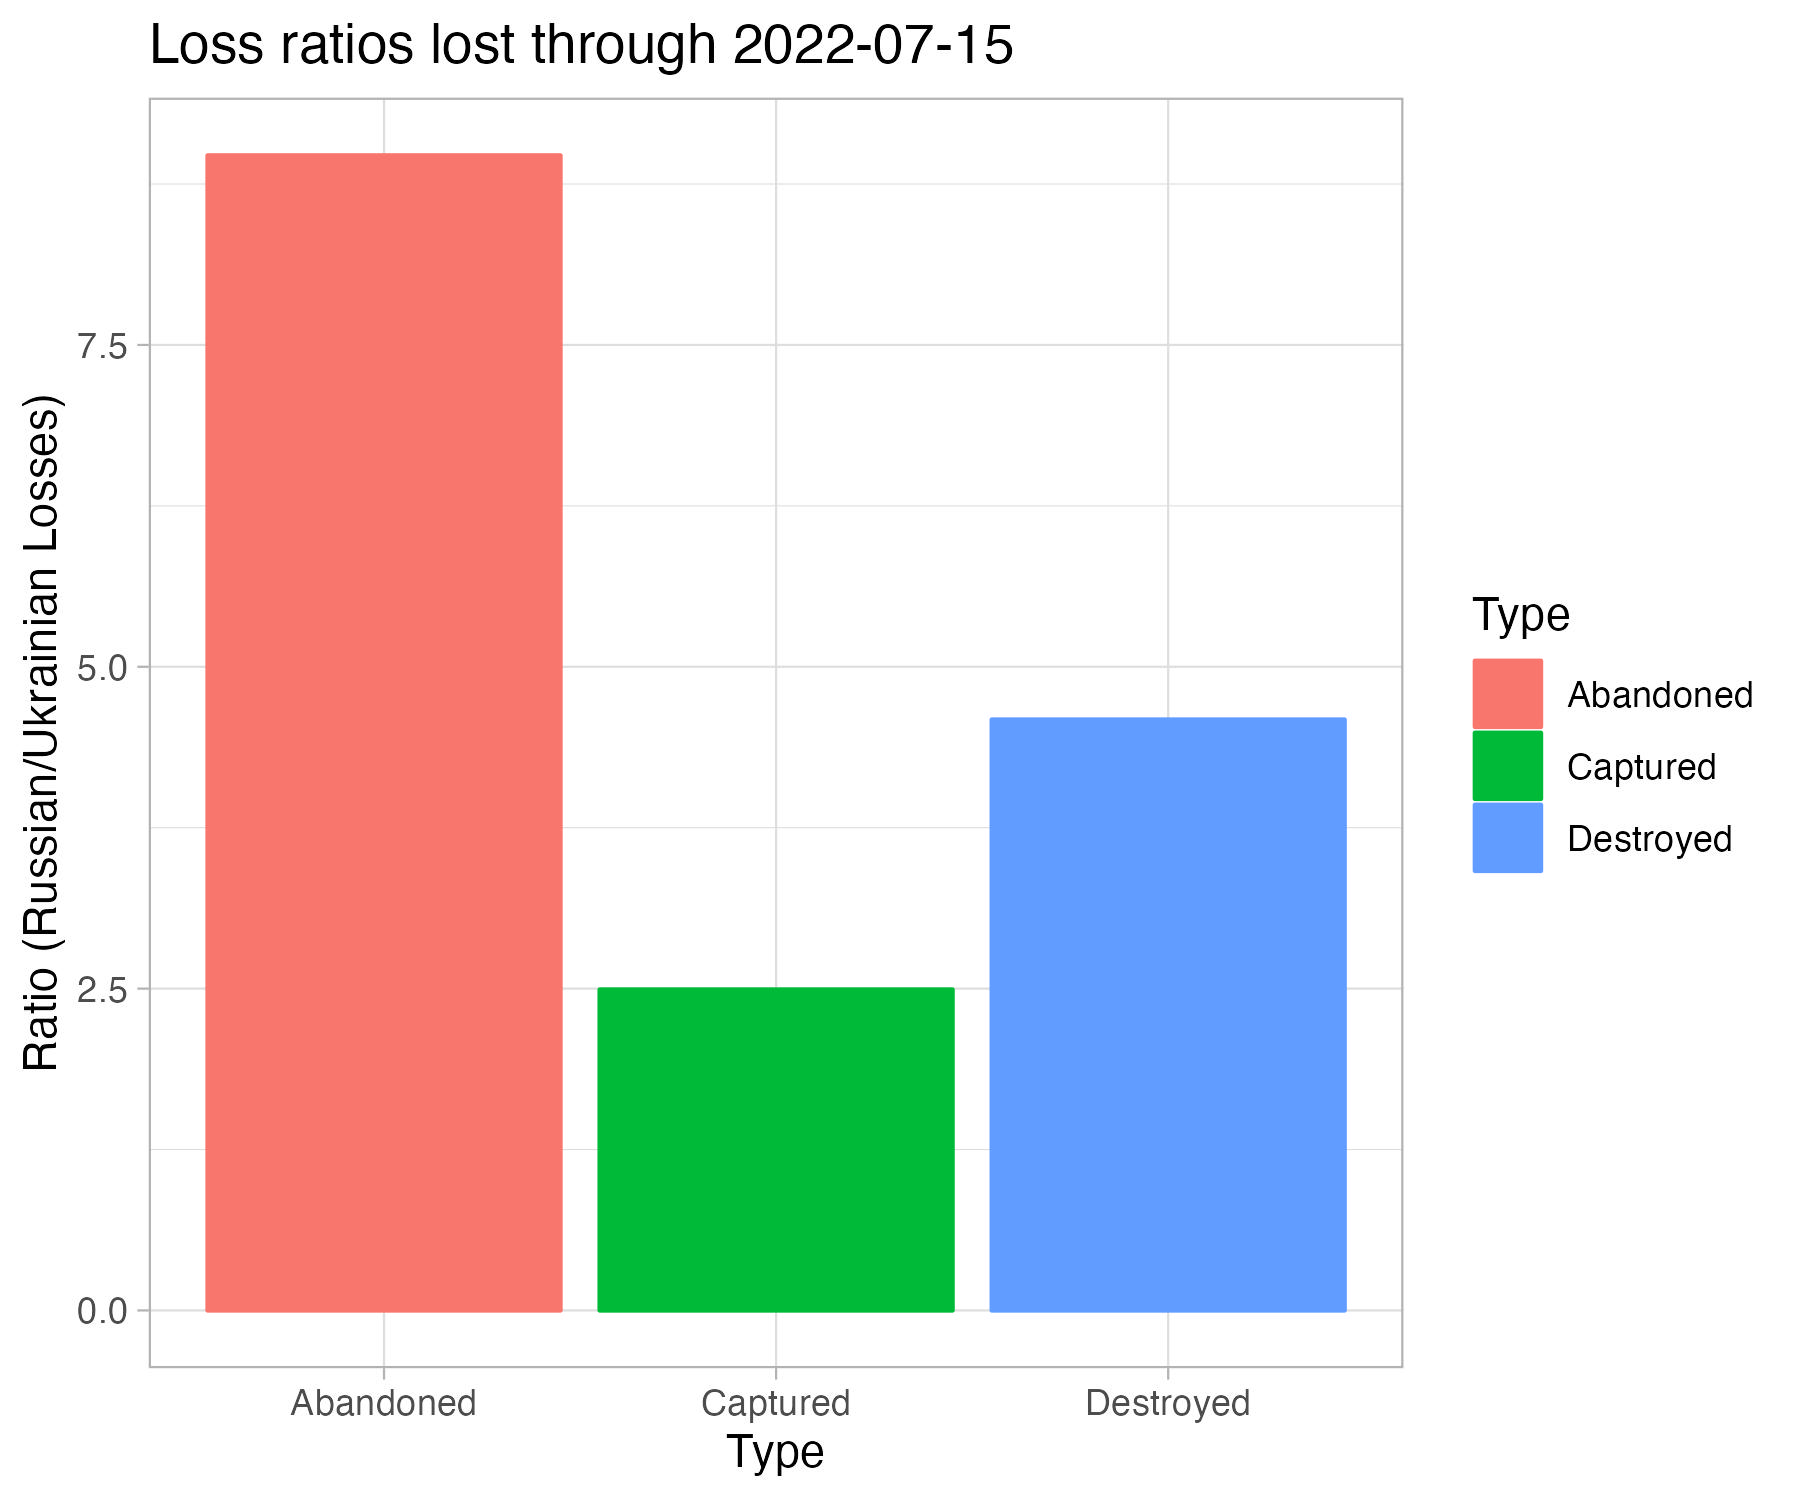 Loss ratios lost through 2022-07-15
Ratio (Russian/Ukrainian Losses)
7.5
5.0
2.5
0.0
Abandoned
Captured
Destroyed
Type
Type
Abandoned
Captured
Destroyed